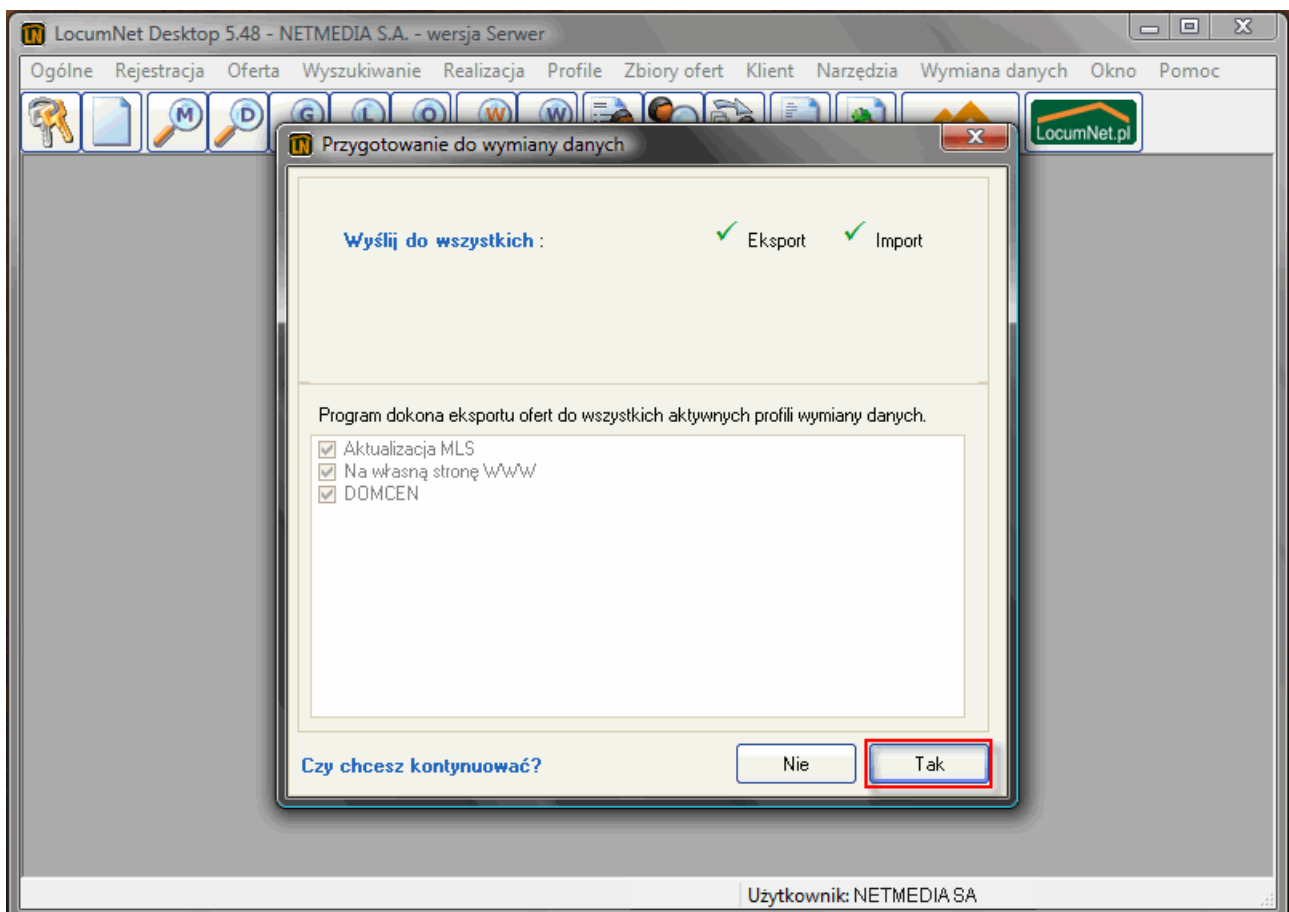 LocumNet Desktop 5.48 - NETMEDIA S.A. - wersja Serwer
Ogólne Rejestracja Oferta Wyszukiwanie Realizacja Profile Zbiory ofert Klient Narzędzia Wymiana danych Okno Pomoc
M D G L O W W LocumNet.pl
Przygotowanie do wymiany danych
Wyślij do wszystkich : Eksport Import
Program dokona eksportu ofert do wszystkich aktywnych profili wymiany danych.
Aktualizacja MLS
Na własną stronę WWW
DOMCEN
Czy chcesz kontynuować? Nie Tak
Użytkownik: NETMEDIA SA